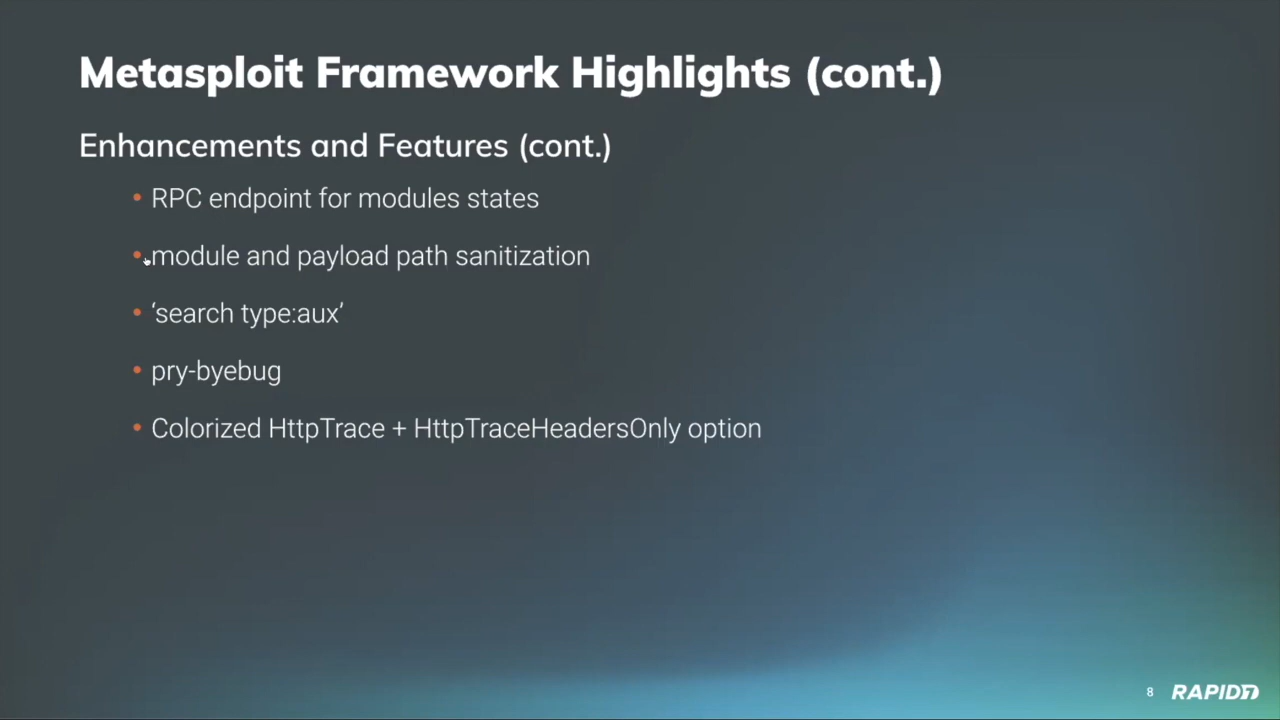 Metasploit Framework Highlights (cont.)
Enhancements and Features (cont.)
• RPC endpoint for modules states
• module and payload path sanitization
• ‘search type:aux’
• pry-byebug
• Colorized HttpTrace + HttpTraceHeadersOnly option
8 RAPID7